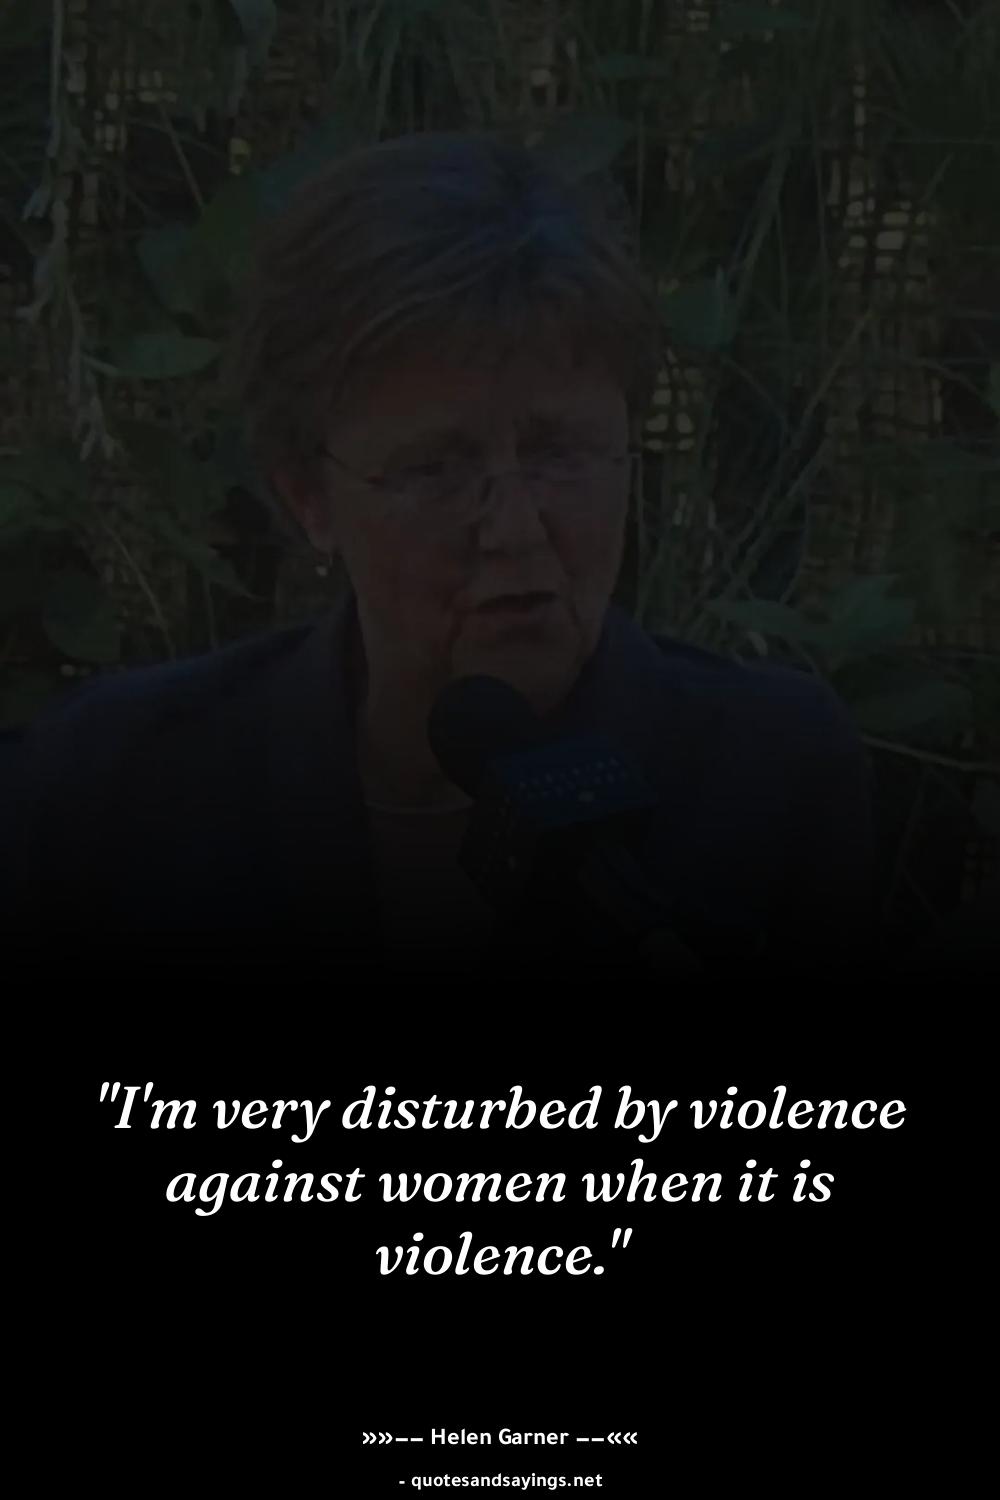 "I'm very disturbed by violence
against women when it is
violence."
»»−− Helen Garner −−««
- quotesandsayings.net